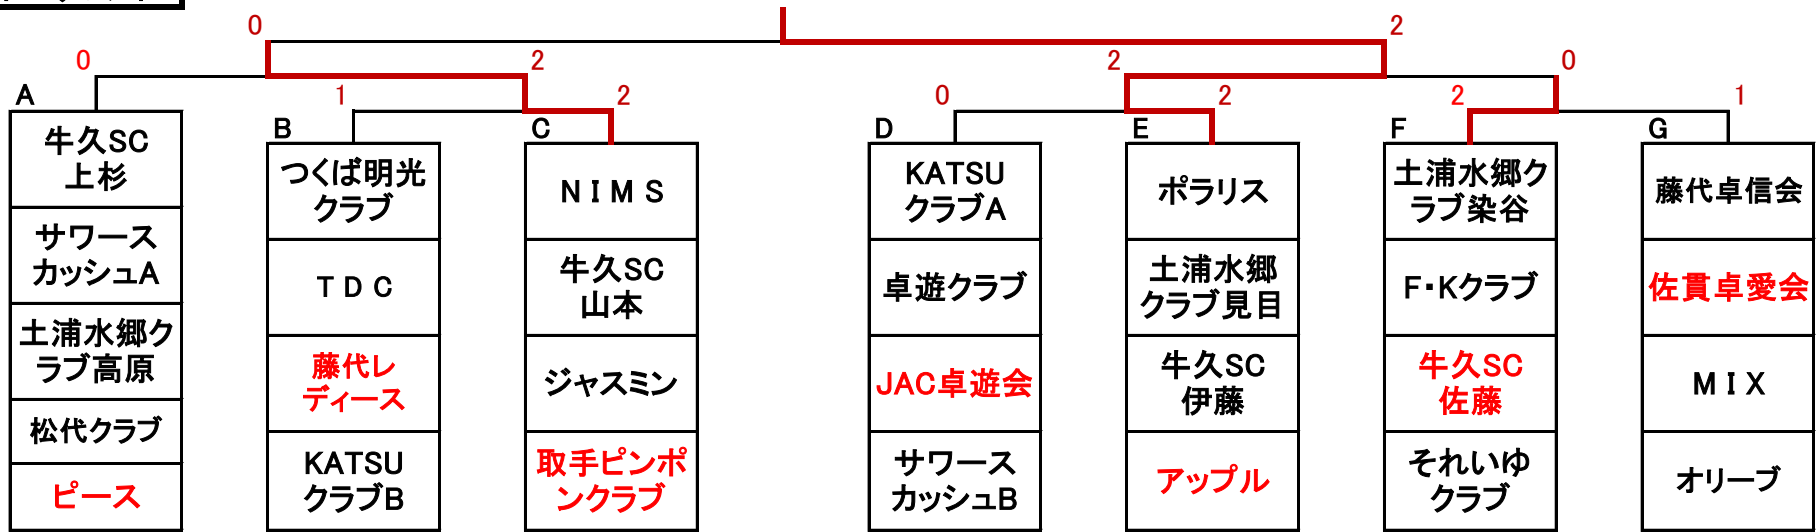 0
2
0
2
2
0
A
1
2
0
2
2
1
B
C
D
E
F
G
牛久SC
上杉
サワース
カッシュA
土浦水郷ク
ラブ高原
松代クラブ
ピース
つくば明光
クラブ
TDC
藤代レ
ディース
KATSU
クラブB
NIMS
牛久SC
山本
ジャスミン
取手ピンポ
ンクラブ
KATSU
クラブA
卓遊クラブ
JAC卓遊会
サワース
カッシュB
ポラリス
土浦水郷
クラブ見目
牛久SC
伊藤
アップル
土浦水郷ク
ラブ染谷
F・Kクラブ
牛久SC
佐藤
それいゆ
クラブ
藤代卓信会
佐貫卓愛会
MIX
オリーブ